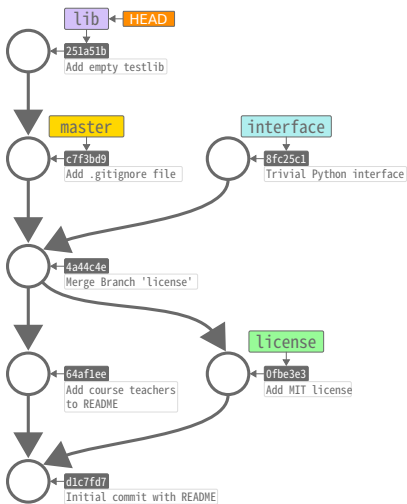 lib
HEAD
251a51b
Add empty testlib
master
interface
c7f3bd9
8fc25c1
Add .gitignore file
Trivial Python interface
4a44c4e
Merge Branch 'license'
license
64af1ee
0fbe3e3
Add course teachers
to README
Add MIT license
d1c7fd7
Initial commit with README